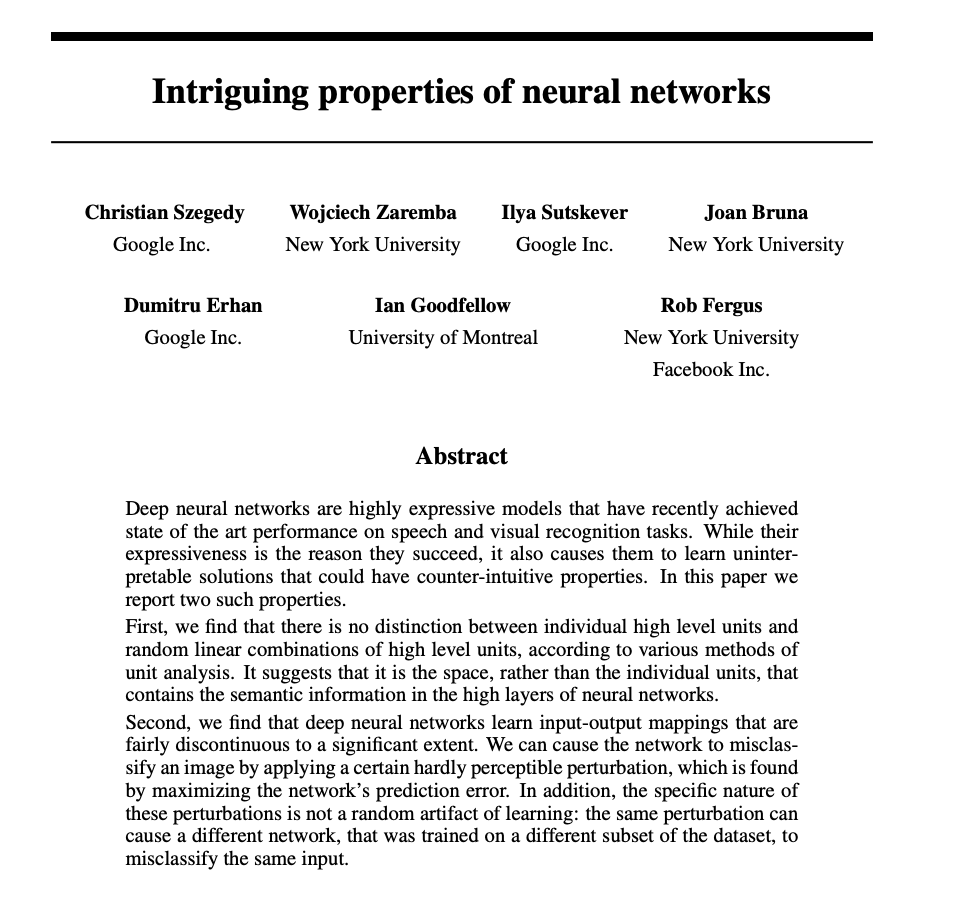 Intriguing properties of neural networks
Christian Szegedy Wojciech Zaremba Ilya Sutskever Joan Bruna
Google Inc. New York University Google Inc. New York University
Dumitru Erhan Ian Goodfellow Rob Fergus
Google Inc. University of Montreal New York University
Facebook Inc.
Abstract
Deep neural networks are highly expressive models that have recently achieved
state of the art performance on speech and visual recognition tasks. While their
expressiveness is the reason they succeed, it also causes them to learn uninter-
pretable solutions that could have counter-intuitive properties. In this paper we
report two such properties.
First, we find that there is no distinction between individual high level units and
random linear combinations of high level units, according to various methods of
unit analysis. It suggests that it is the space, rather than the individual units, that
contains the semantic information in the high layers of neural networks.
Second, we find that deep neural networks learn input-output mappings that are
fairly discontinuous to a significant extent. We can cause the network to misclas-
sify an image by applying a certain hardly perceptible perturbation, which is found
by maximizing the network's prediction error. In addition, the specific nature of
these perturbations is not a random artifact of learning: the same perturbation can
cause a different network, that was trained on a different subset of the dataset, to
misclassify the same input.